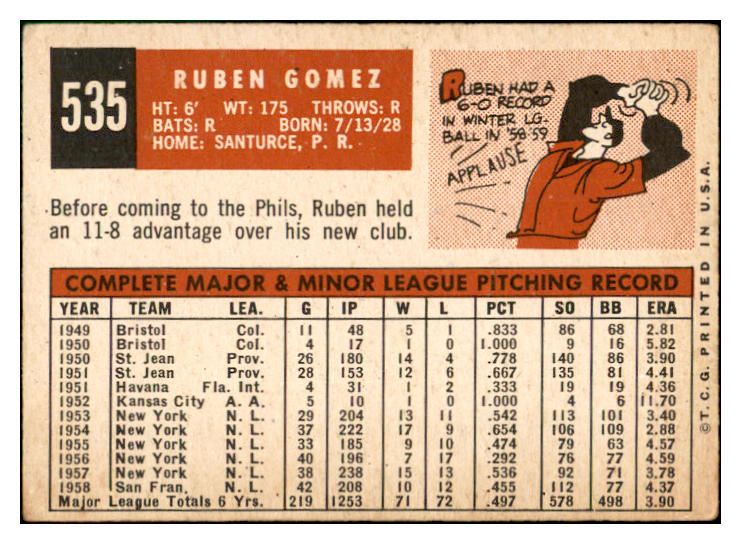 535
RUBEN GOMEZ
HT: 6' WT: 175 THROWS: R
BATS: R BORN: 7/13/28
HOME: SANTURCE, P. R.
RUBEN HAD A
6-0 RECORD
IN WINTER LG.
BALL IN '58-59
APPLAUSE
Before coming to the Phils, Ruben held
an 11-8 advantage over his new club.
COMPLETE MAJOR & MINOR LEAGUE PITCHING RECORD
YEAR TEAM LEA. G IP W L PCT SO BB ERA
1949 Bristol Col. 11 48 5 1 .833 86 68 2.81
1950 Bristol Col. 4 17 1 0 1.000 9 16 5.82
1950 St. Jean Prov. 26 180 14 4 .778 140 86 3.90
1951 St. Jean Prov. 28 153 12 6 .667 135 81 4.41
1951 Havana Fla. Int. 4 31 1 2 .333 19 19 4.36
1952 Kansas City A. A. 5 10 1 0 1.000 4 6 11.70
1953 New York N. L. 29 204 13 11 .542 113 101 3.40
1954 New York N. L. 37 222 17 9 .654 106 109 2.88
1955 New York N. L. 33 185 9 10 .474 79 63 4.57
1956 New York N. L. 40 196 7 17 .292 76 77 4.59
1957 New York N. L. 38 238 15 13 .536 92 71 3.78
1958 San Fran. N. L. 42 208 10 12 .455 112 77 4.37
Major League Totals 6 Yrs. 219 1253 71 72 .497 578 498 3.90
© T. C. G. PRINTED IN U.S.A.